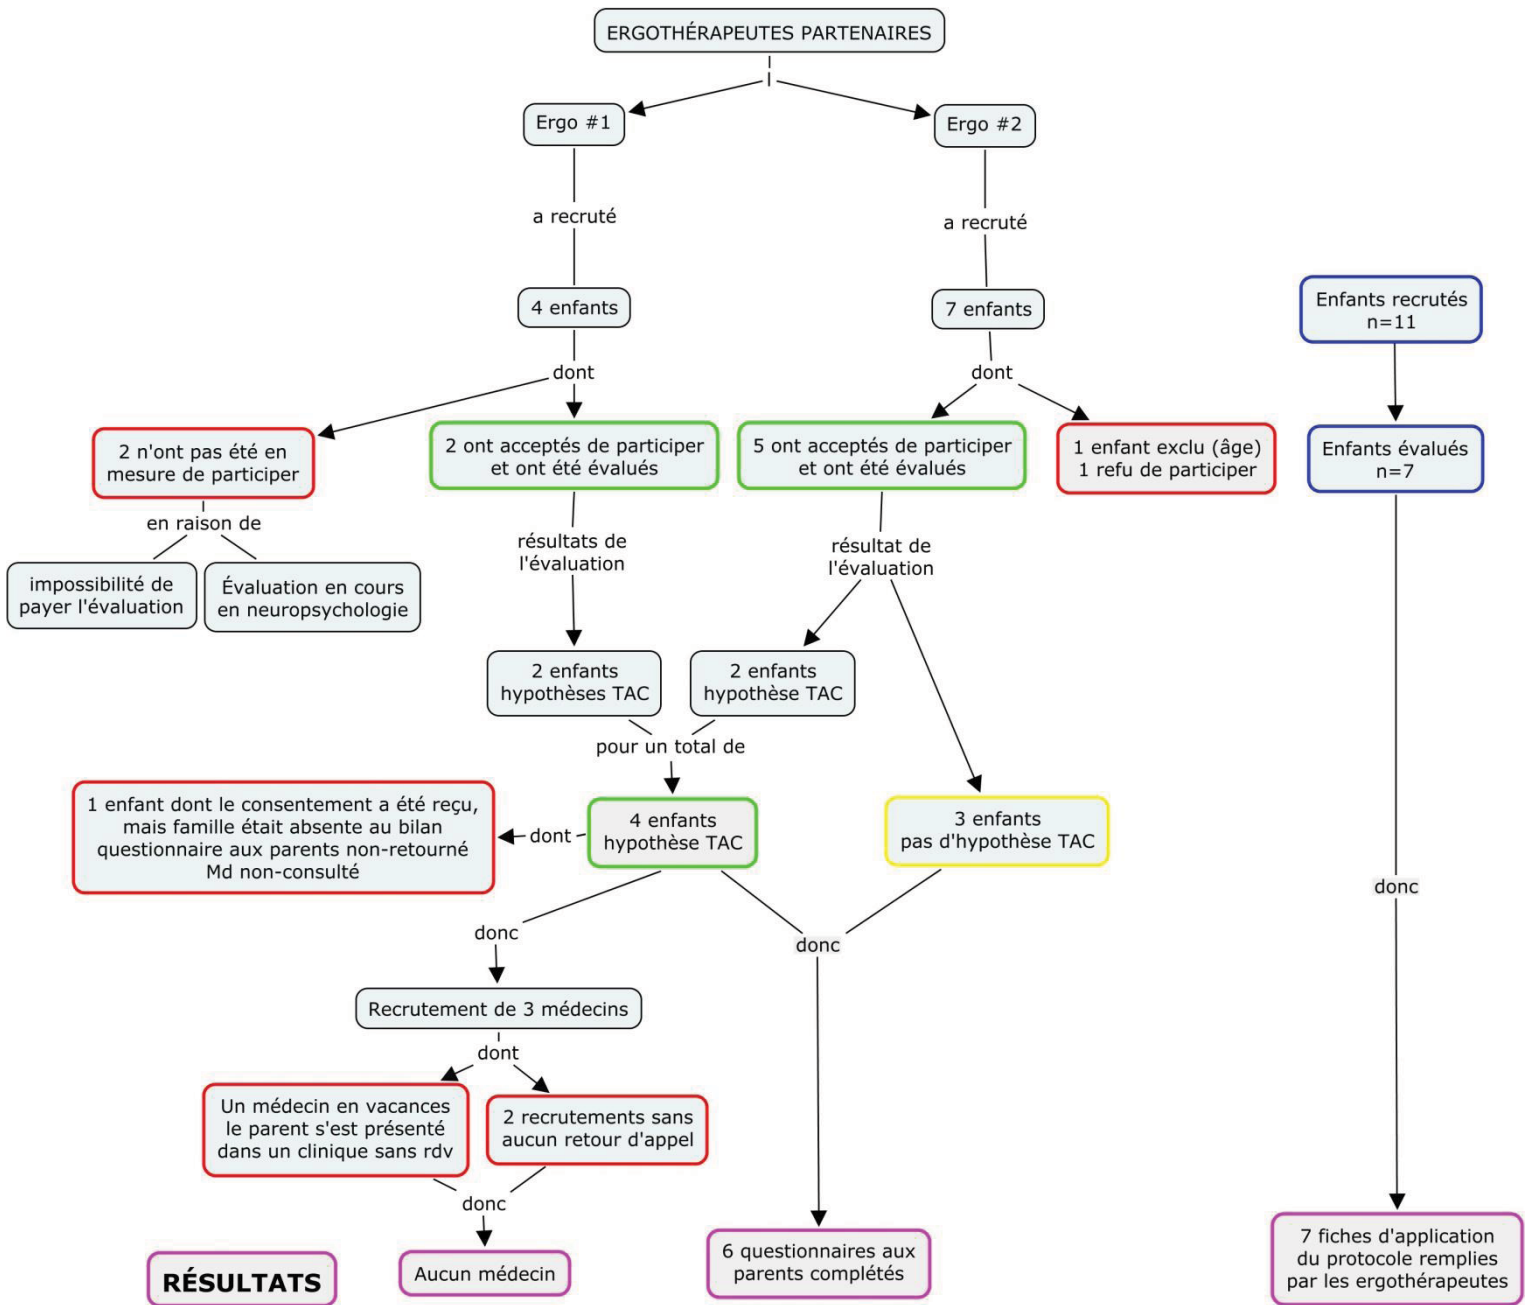 ERGOTHÉRAPEUTES PARTENAIRES
Ergo #1
Ergo #2
a recruté
a recruté
4 enfants
7 enfants
Enfants recrutés
n=11
dont
dont
2 n'ont pas été en
mesure de participer
2 ont acceptés de participer
et ont été évalués
5 ont acceptés de participer
et ont été évalués
1 enfant exclu (âge)
1 refu de participer
Enfants évalués
n=7
en raison de
impossibilité de
payer l'évaluation
Évaluation en cours
en neuropsychologie
résultats de
l'évaluation
résultat de
l'évaluation
2 enfants
hypothèses TAC
2 enfants
hypothèse TAC
pour un total de
1 enfant dont le consentement a été reçu,
mais famille était absente au bilan
questionnaire aux parents non-retourné
Md non-consulté
dont
4 enfants
hypothèse TAC
3 enfants
pas d'hypothèse TAC
donc
donc
donc
Recrutement de 3 médecins
dont
Un médecin en vacances
le parent s'est présenté
dans un clinique sans rdv
2 recrutements sans
aucun retour d'appel
donc
RÉSULTATS
Aucun médecin
6 questionnaires aux
parents complétés
7 fiches d'application
du protocole remplies
par les ergothérapeutes